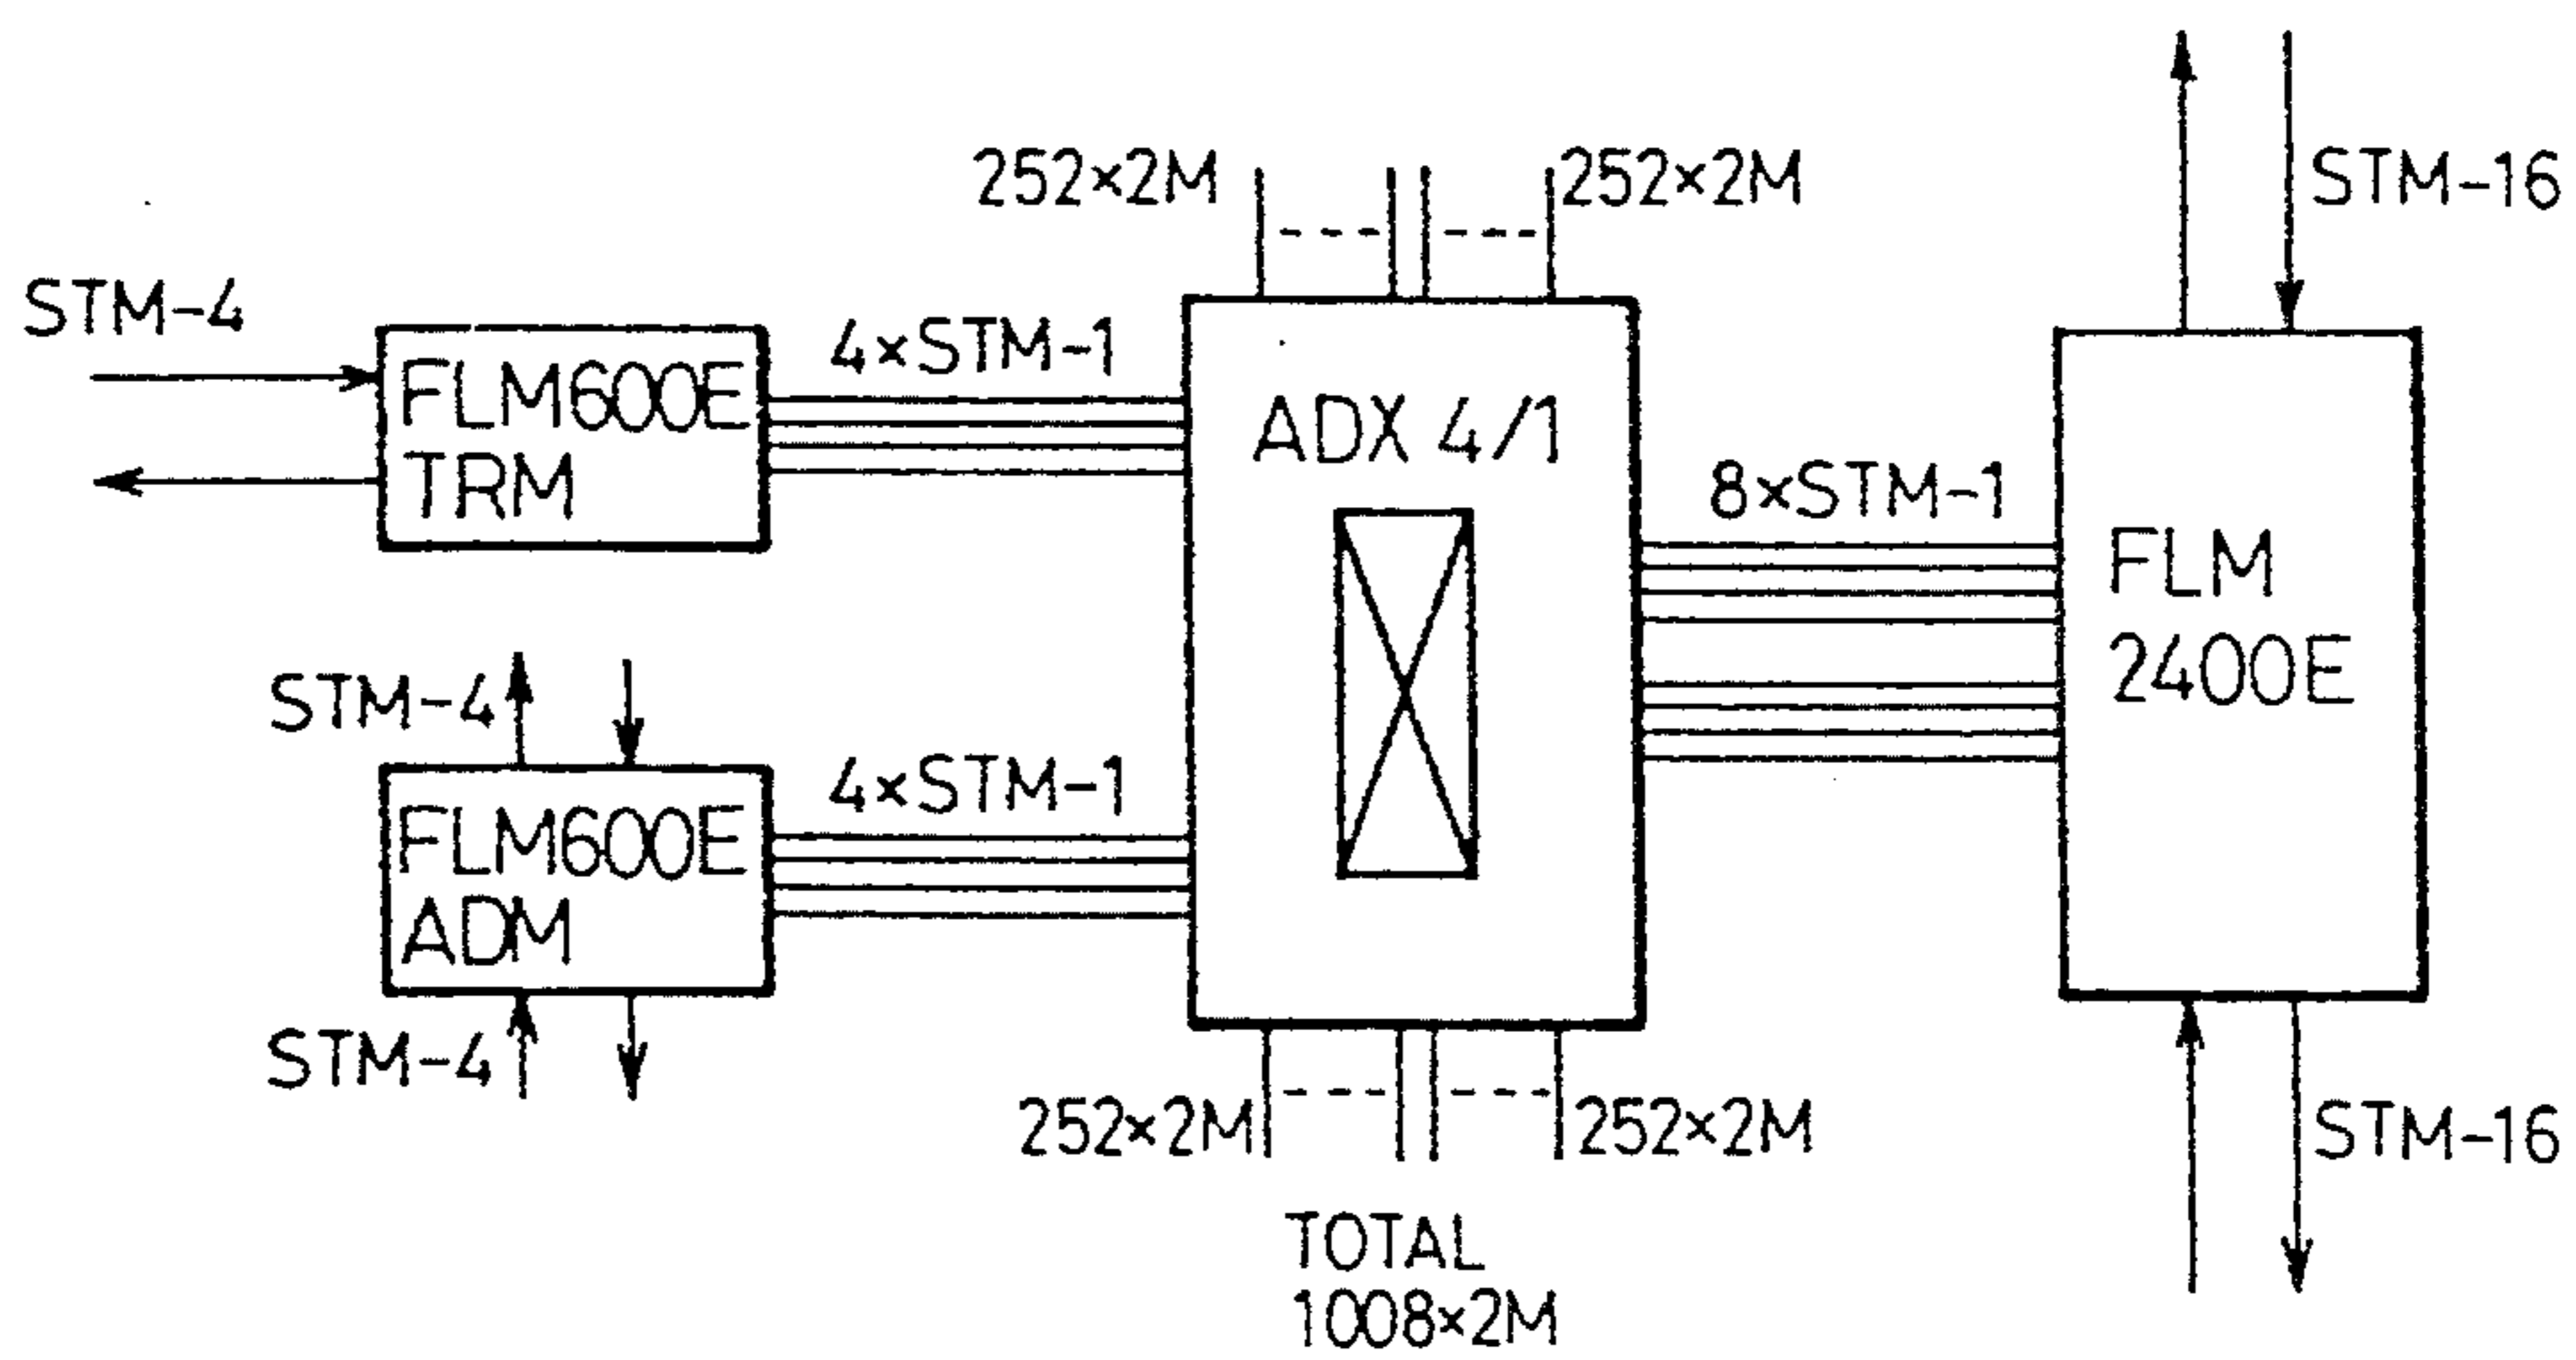 252×2M
252×2M
STM-16
STM-4
4×STM-1
FLM600E
TRM
ADX 4/1
8×STM-1
FLM
2400E
STM-4
4×STM-1
FLM600E
ADM
STM-4
252×2M
252×2M
STM-16
TOTAL
1008×2M